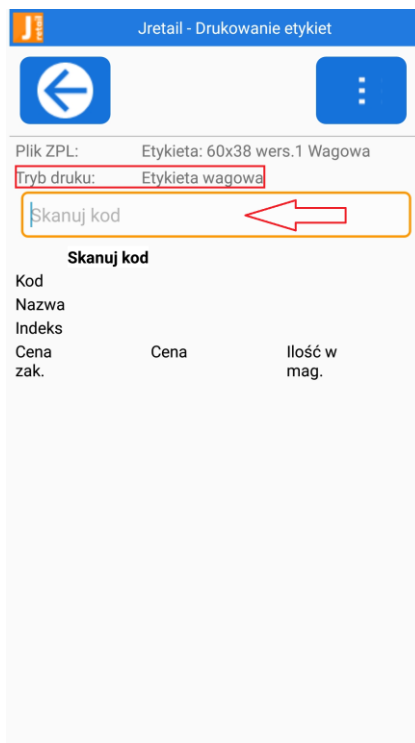 J retail
Jretail - Drukowanie etykiet
Plik ZPL: Etykieta: 60x38 wers.1 Wagowa
Tryb druku: Etykieta wagowa
Skanuj kod
Skanuj kod
Kod
Nazwa
Indeks
Cena zak. Cena Ilość w mag.